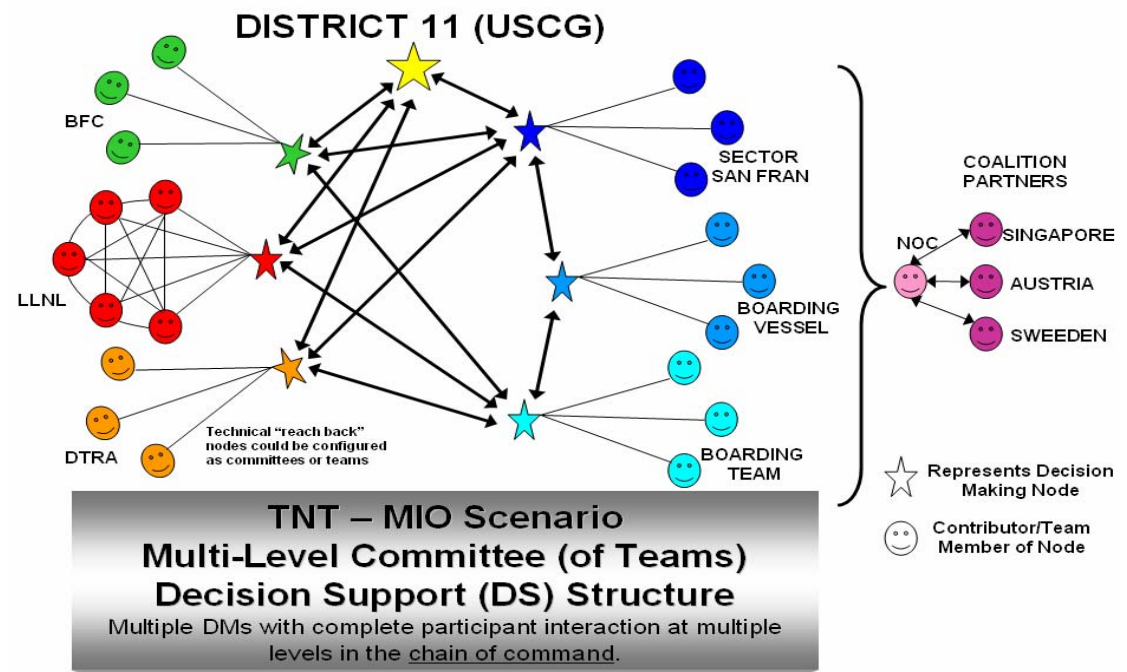 DISTRICT 11 (USCG)
BFC
SECTOR
SAN FRAN
COALITION
PARTNERS
NOC
SINGAPORE
AUSTRIA
SWEEDEN
LLNL
BOARDING
VESSEL
DTRA
Technical “reach back”
nodes could be configured
as committees or teams
BOARDING
TEAM
Represents Decision
Making Node
Contributor/Team
Member of Node
TNT – MIO Scenario
Multi-Level Committee (of Teams)
Decision Support (DS) Structure
Multiple DMs with complete participant interaction at multiple
levels in the chain of command.